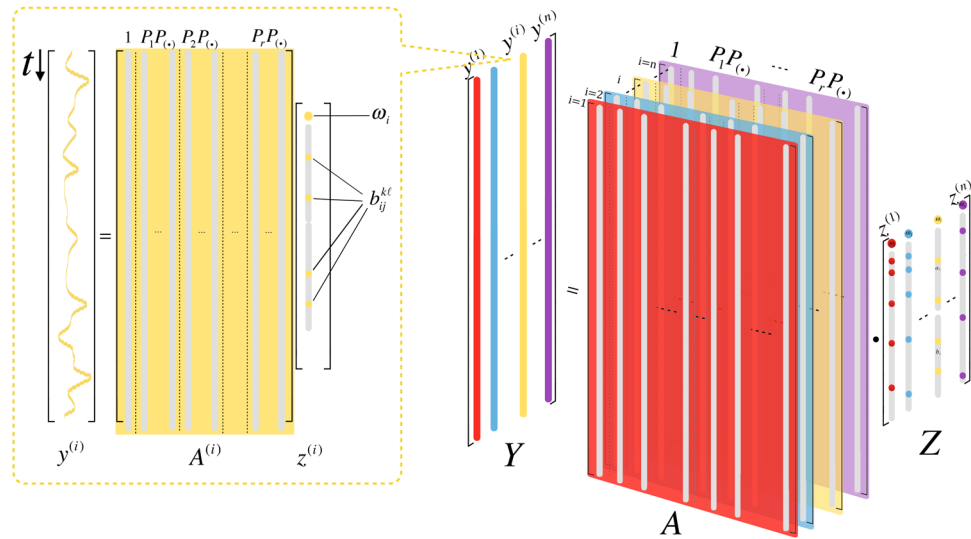 t
1 P₁P₍•₎ P₂P₍•₎ PᵣP₍•₎
ωᵢ
bᵢⱼᵏˡ
=
... ... ... ...
y⁽ⁱ⁾ A⁽ⁱ⁾ z⁽ⁱ⁾
y⁽¹⁾ y⁽ⁱ⁾ y⁽ⁿ⁾
Y
=
i=1 i=2 i i=n
1 P₁P₍•₎ --- PᵣP₍•₎
A
•
z⁽¹⁾ z⁽ⁿ⁾
Z